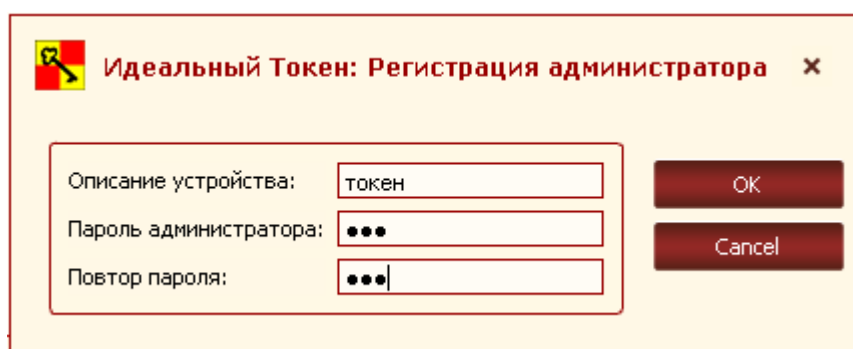 Идеальный Токен: Регистрация администратора
Описание устройства: токен
OK
Пароль администратора: •••
Cancel
Повтор пароля: •••